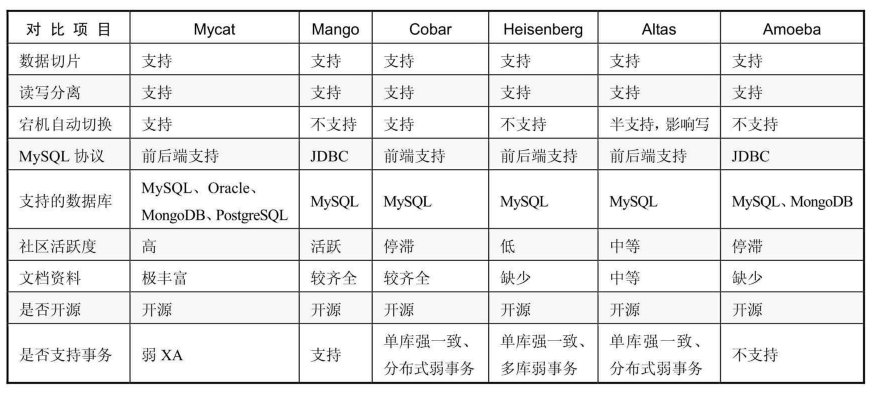 对比项目 Mycat Mango Cobar Heisenberg Altas Amoeba
数据切片 支持 支持 支持 支持 支持 支持
读写分离 支持 支持 支持 支持 支持 支持
宕机自动切换 支持 不支持 支持 不支持 半支持，影响写 不支持
MySQL 协议 前后端支持 JDBC 前端支持 前后端支持 前后端支持 JDBC
支持的数据库 MySQL、Oracle、
MongoDB、PostgreSQL MySQL MySQL MySQL MySQL MySQL、MongoDB
社区活跃度 高 活跃 停滞 低 中等 停滞
文档资料 极丰富 较齐全 较齐全 缺少 中等 缺少
是否开源 开源 开源 开源 开源 开源 开源
是否支持事务 弱 XA 支持 单库强一致、 单库强一致、 单库强一致、 不支持
分布式弱事务 多库弱事务 分布式弱事务